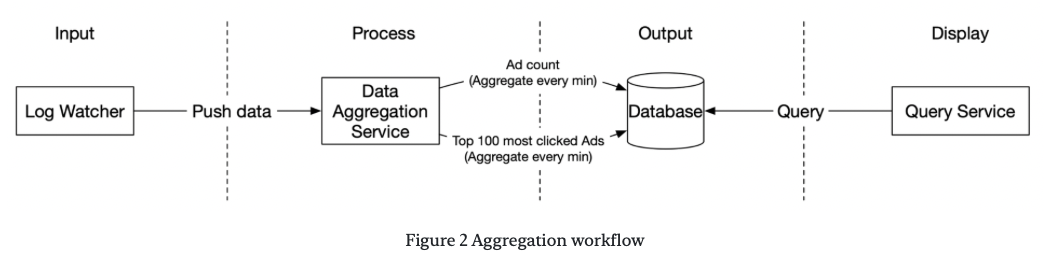 Input
Process
Output
Display
Log Watcher
Push data
Data
Aggregation
Service
Ad count
(Aggregate every min)
Top 100 most clicked Ads
(Aggregate every min)
Database
Query
Query Service
Figure 2 Aggregation workflow